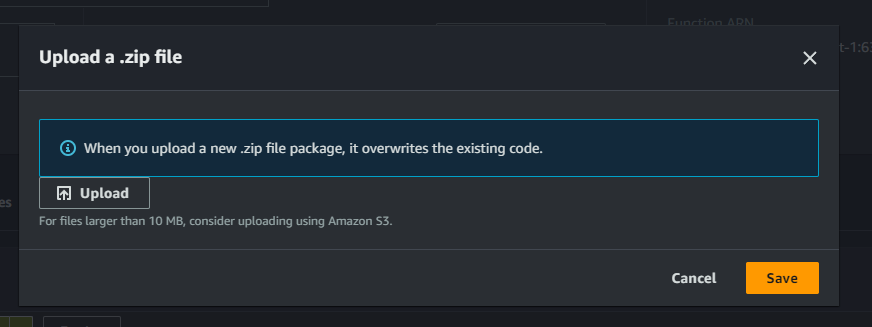 Function ARN
Upload a .zip file
t-1:63
When you upload a new .zip file package, it overwrites the existing code.
Upload
es
For files larger than 10 MB, consider uploading using Amazon S3.
Cancel
Save